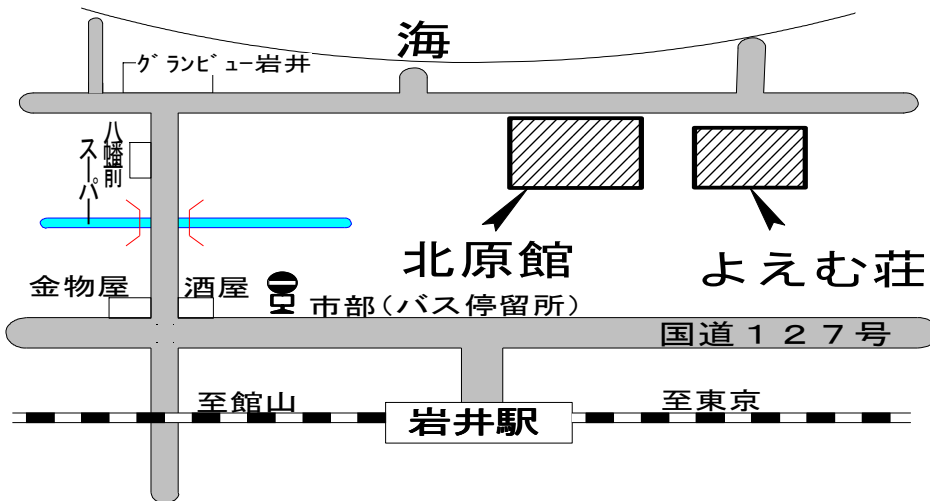 海
グランビュー岩井
八幡前
スーパー
北原館
よえむ荘
金物屋
酒屋
市部(バス停留所)
国道127号
至館山
至東京
岩井駅